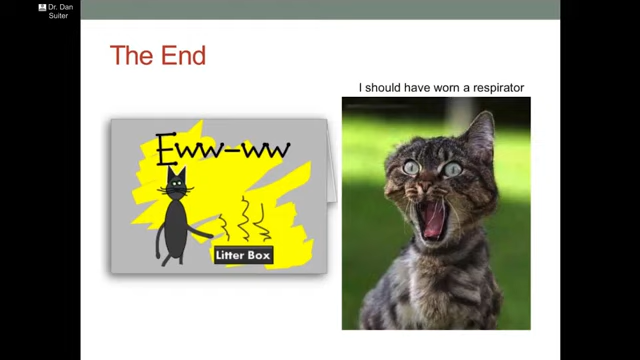 Dr. Dan
Suiter
The End
I should have worn a respirator
Eww-ww
Litter Box